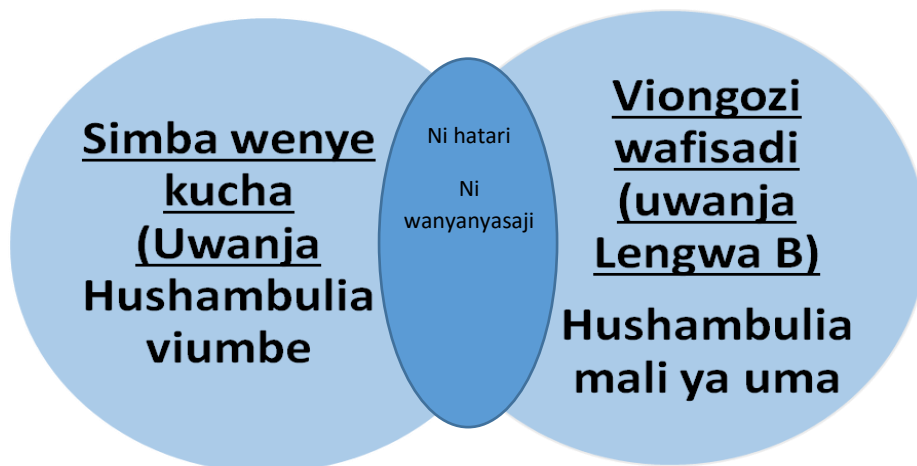 Simba wenye
kucha
(Uwanja
Hushambulia
viumbe
Ni hatari
Ni
wanyanyasaji
Viongozi
wafisadi
(uwanja
Lengwa B)
Hushambulia
mali ya uma